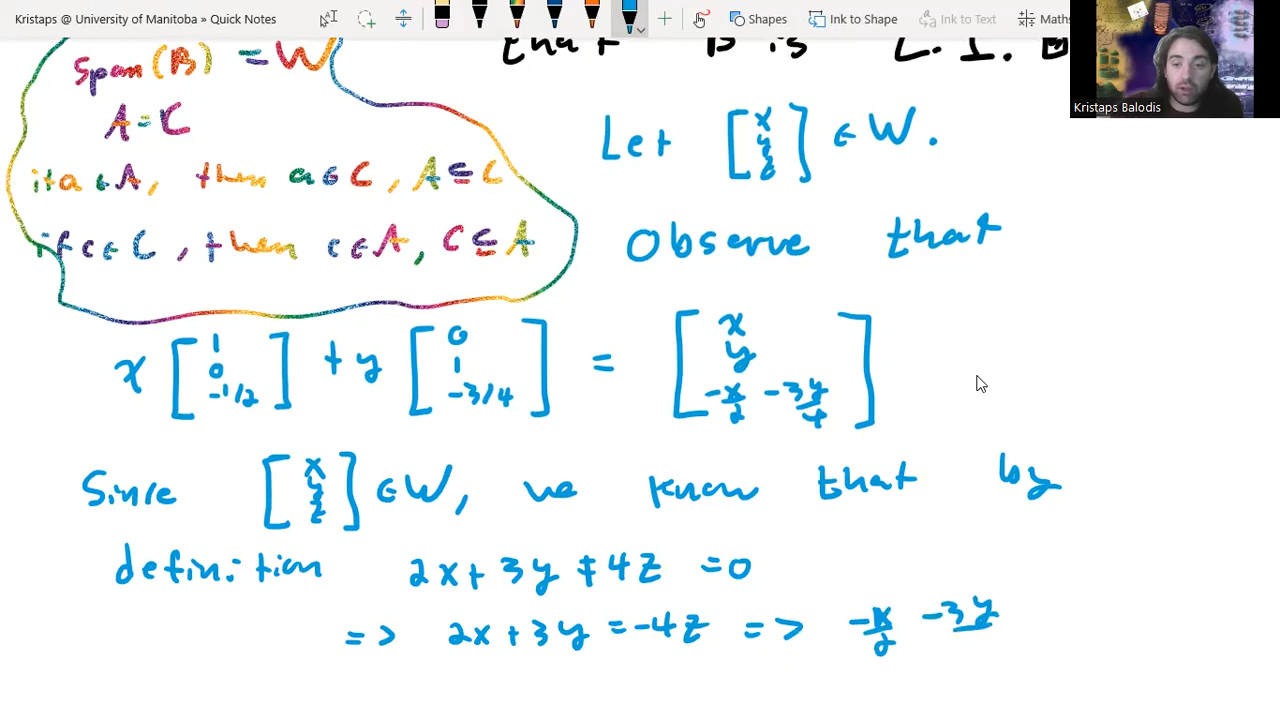 Kristaps @ University of Manitoba » Quick Notes
Shapes Ink to Shape Ink to Text Maths
Kristaps Balodis
that B is L.I.
Span(B) = W
A = C
if a ∈ A, then a ∈ C, A ⊆ C
if c ∈ C, then c ∈ A, C ⊆ A
Let [x y z] ∈ W.
Observe that
x [1 0 -1/2] + y [0 1 -3/4] = [x y -x/2 -3y/4]
Since [x y z] ∈ W, we know that by
definition 2x + 3y + 4z = 0
=> 2x + 3y = -4z => -x/2 -3y